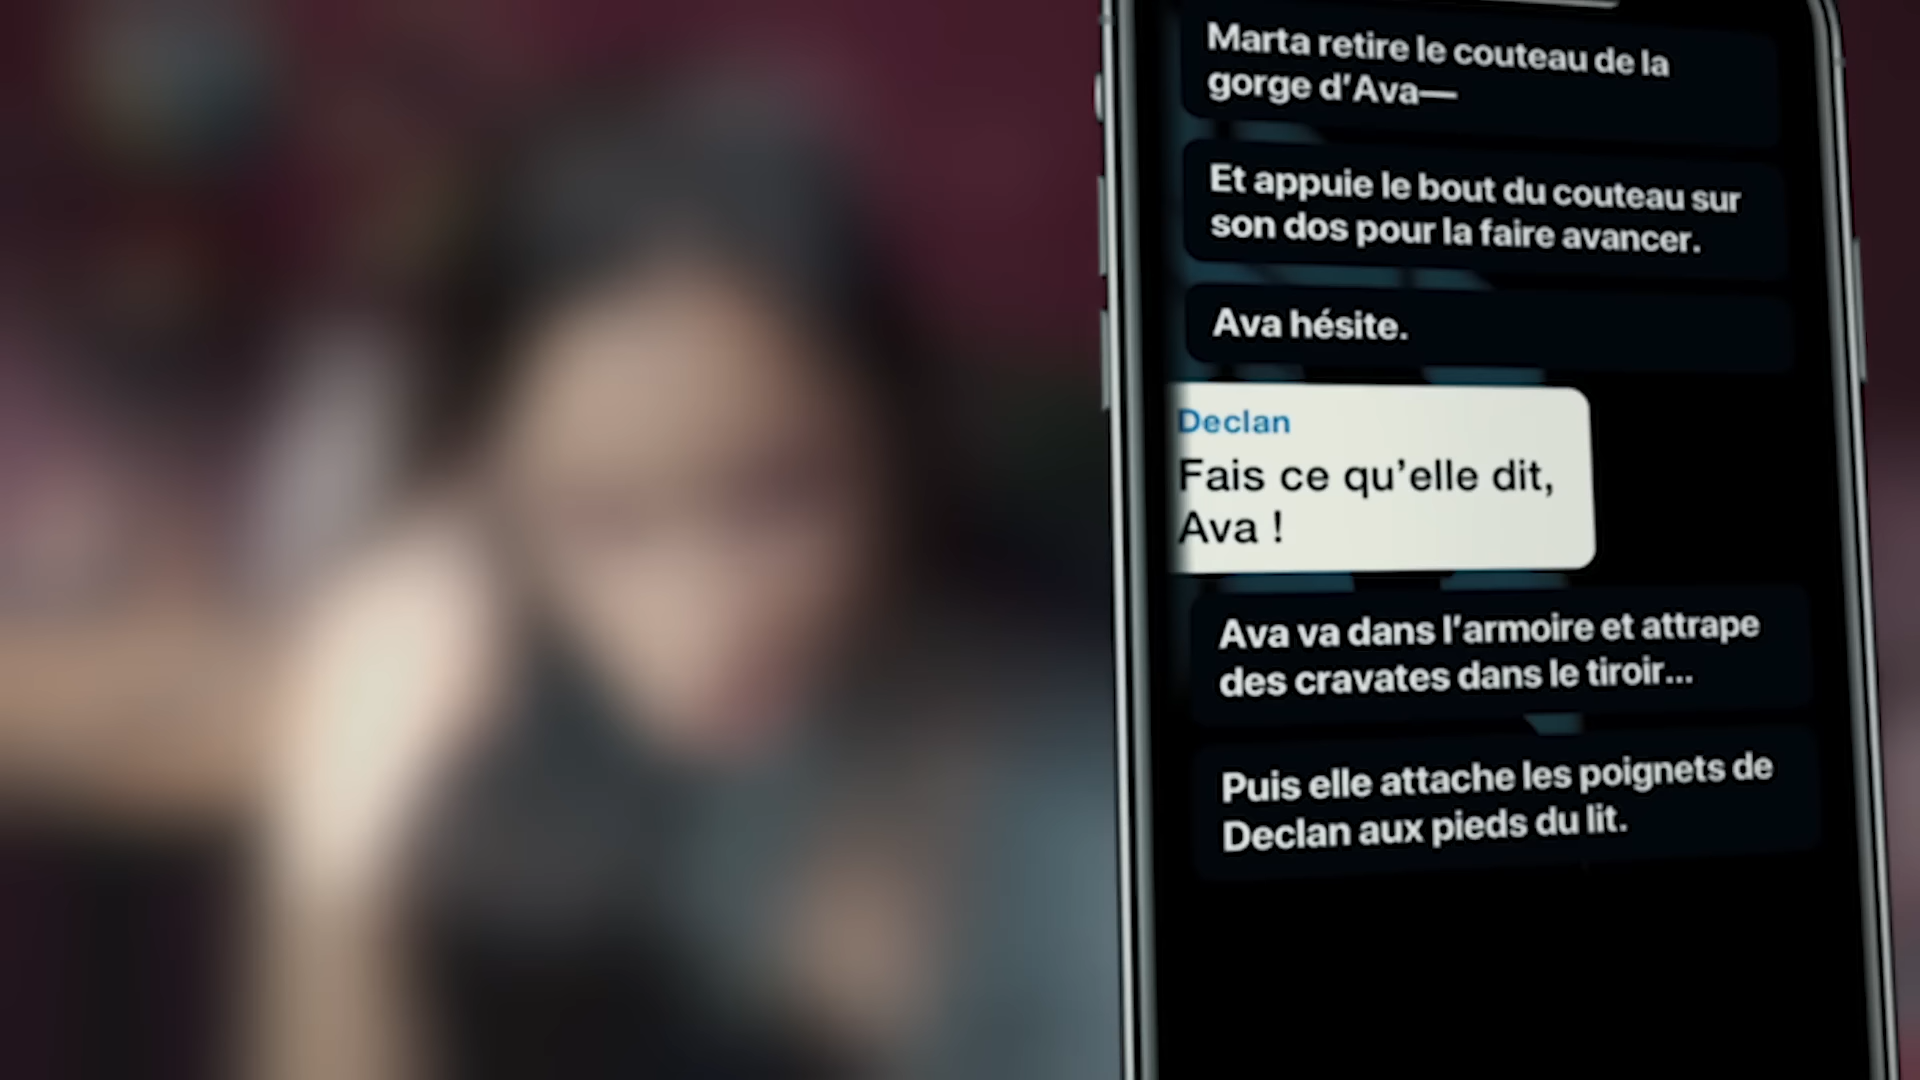 Marta retire le couteau de la
gorge d’Ava—
Et appuie le bout du couteau sur
son dos pour la faire avancer.
Ava hésite.
Declan
Fais ce qu’elle dit,
Ava !
Ava va dans l’armoire et attrape
des cravates dans le tiroir...
Puis elle attache les poignets de
Declan aux pieds du lit.